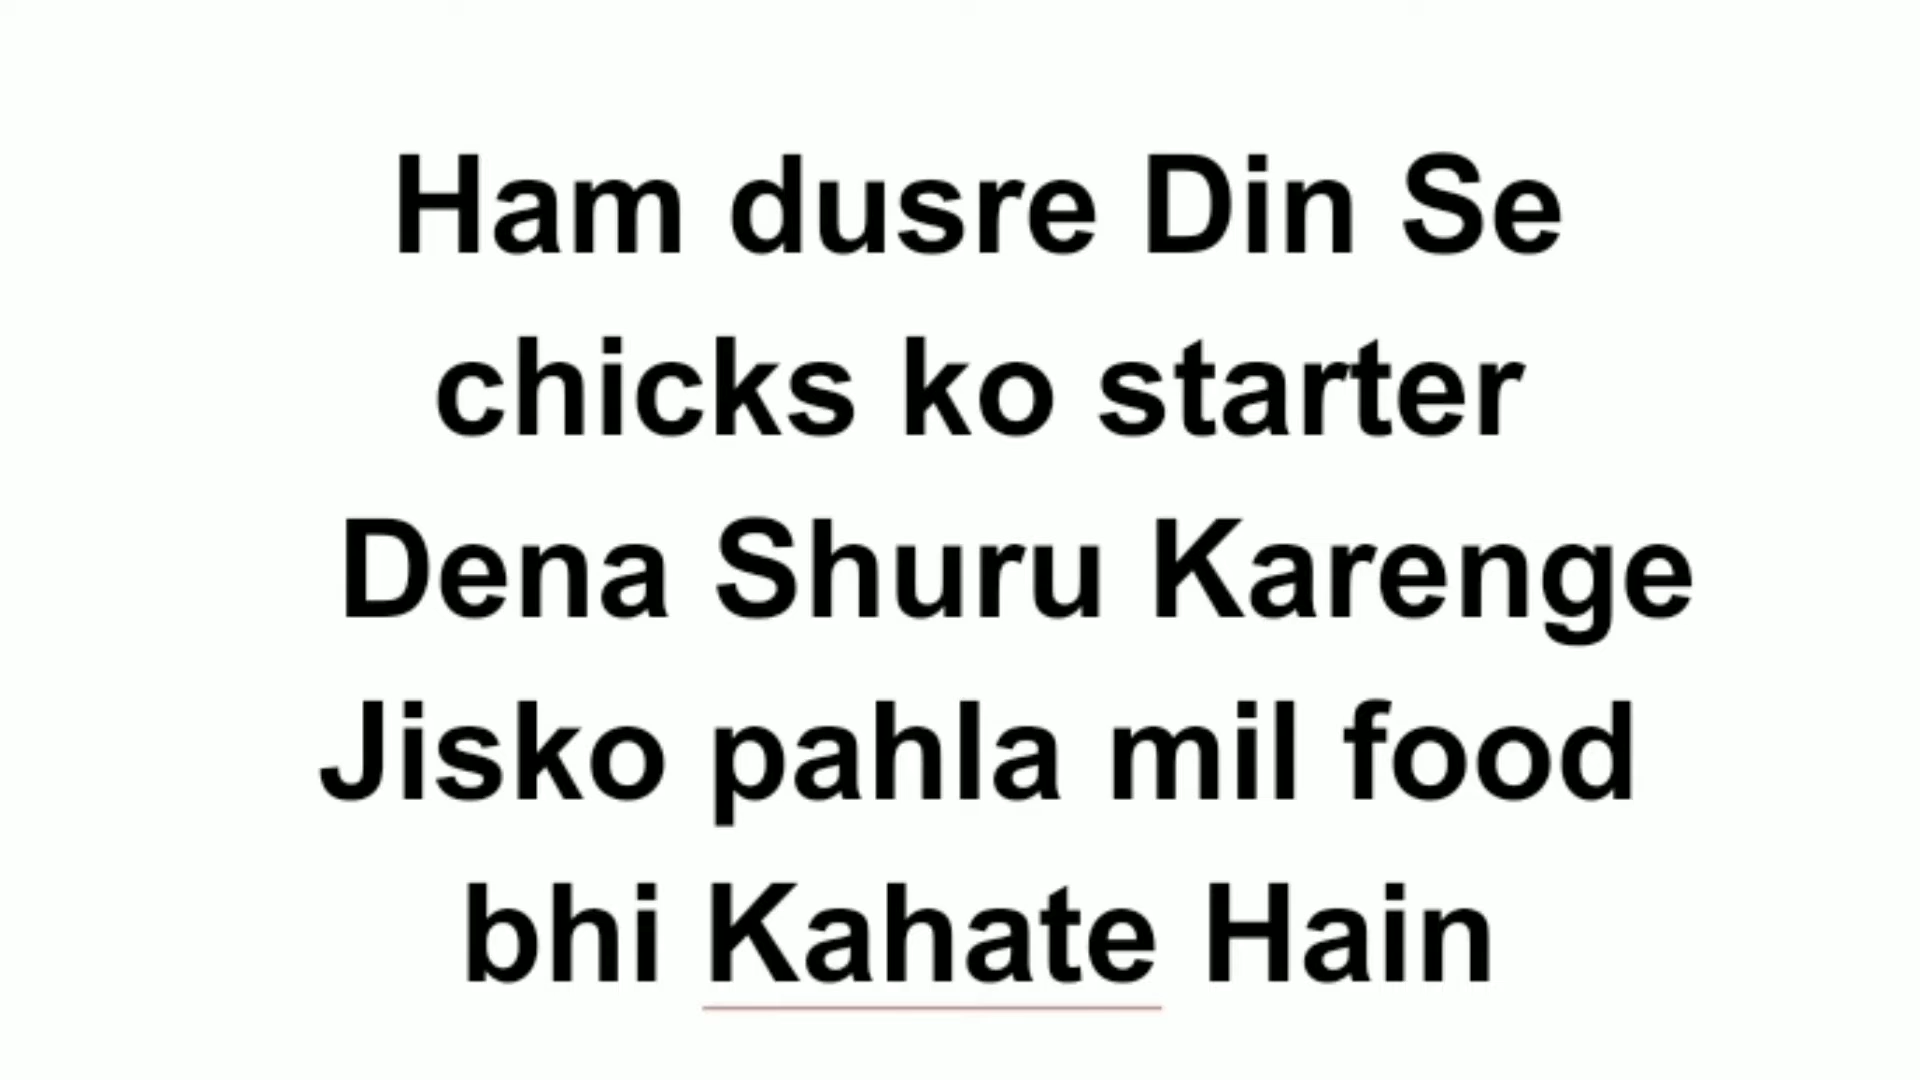 Ham dusre Din Se
chicks ko starter
Dena Shuru Karenge
Jisko pahla mil food
bhi Kahate Hain